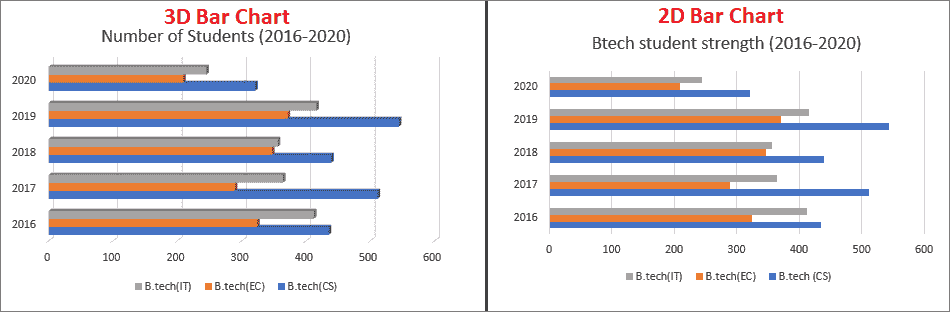 3D Bar Chart
Number of Students (2016-2020)
2020
2019
2018
2017
2016
0 100 200 300 400 500 600
B.tech(IT) B.tech(EC) B.tech(CS)
2D Bar Chart
Btech student strength (2016-2020)
2020
2019
2018
2017
2016
0 100 200 300 400 500 600
B.tech(IT) B.tech(EC) B.tech (CS)